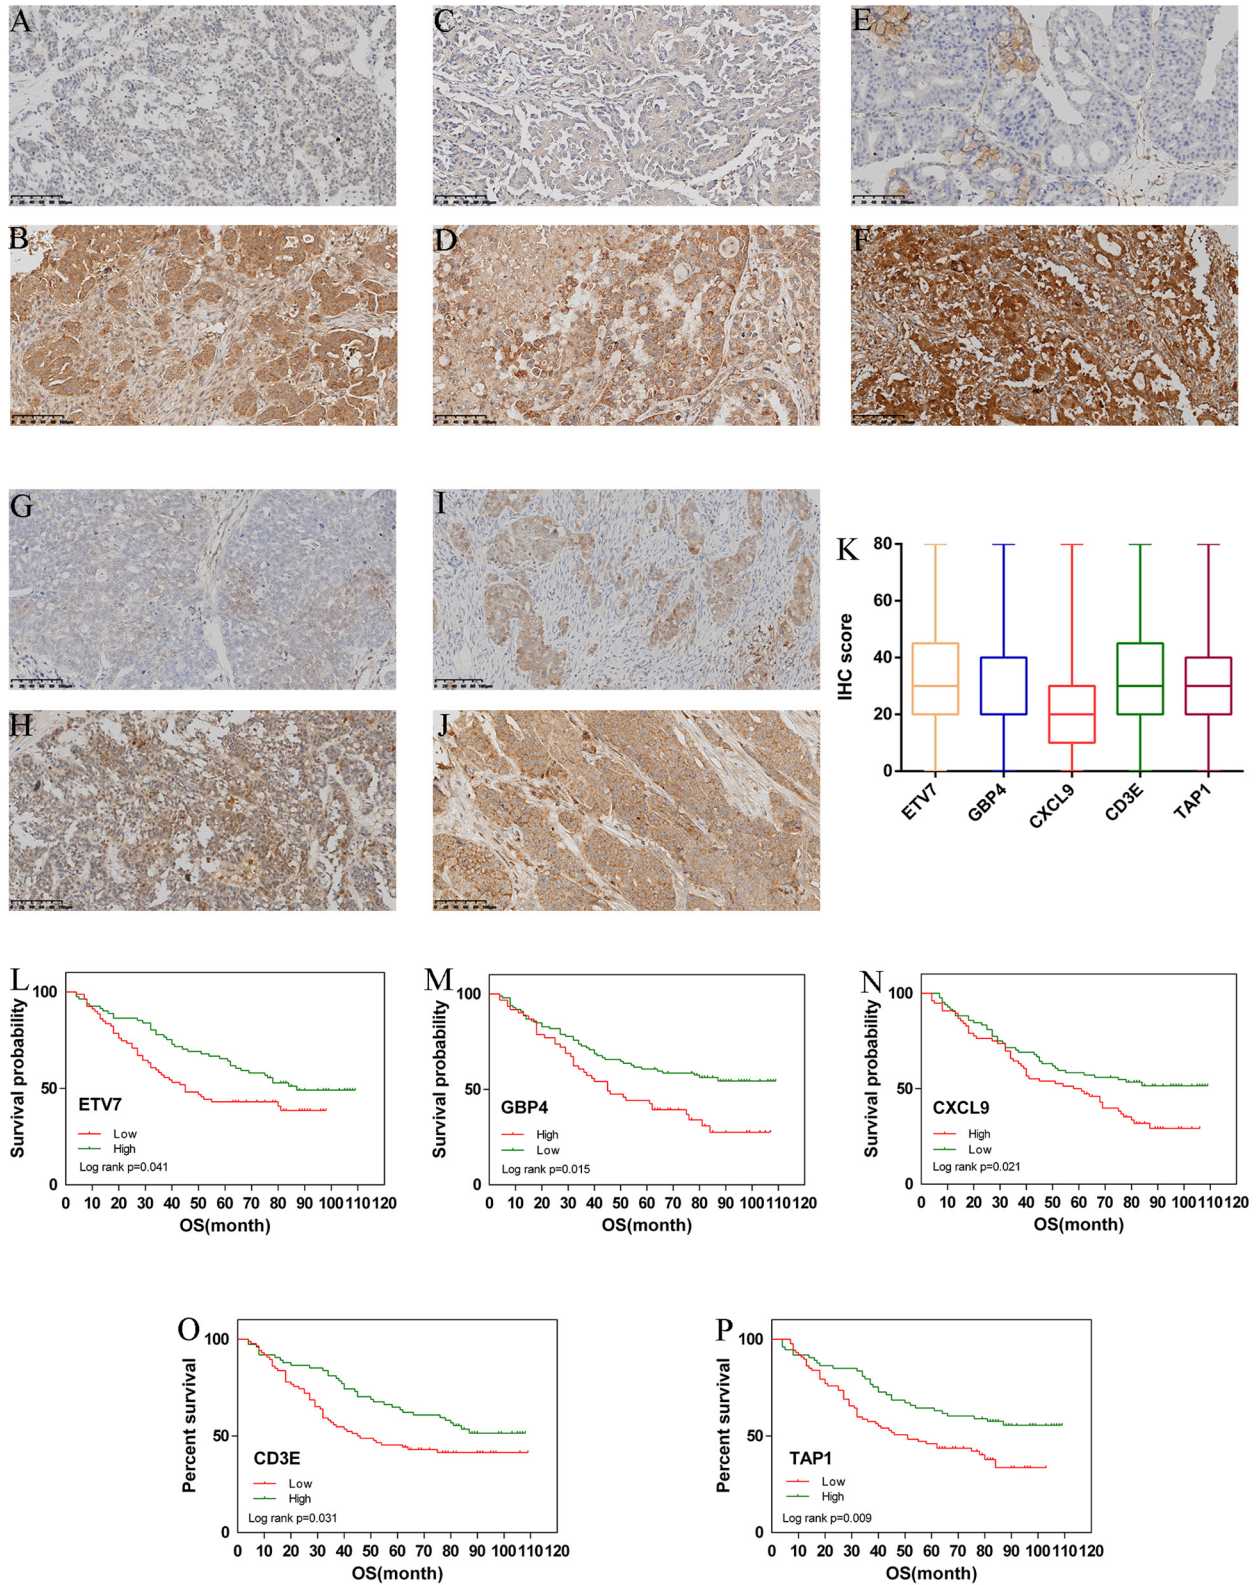 A
C
E
B
D
F
G
I
K
80
60
40
20
0
IHC score
ETV7
GBP4
CXCL9
CD3E
TAP1
H
J
L
Survival probability
100
50
0
ETV7
Low
High
Log rank p=0.041
0 10 20 30 40 50 60 70 80 90 100 110 120
OS(month)
M
Survival probability
100
50
0
GBP4
High
Low
Log rank p=0.015
0 10 20 30 40 50 60 70 80 90 100 110 120
OS(month)
N
Survival probability
100
50
0
CXCL9
High
Low
Log rank p=0.021
0 10 20 30 40 50 60 70 80 90 100 110 120
OS(month)
O
Percent survival
100
50
0
CD3E
Low
High
Log rank p=0.031
0 10 20 30 40 50 60 70 80 90 100 110 120
OS(month)
P
Percent survival
100
50
0
TAP1
Low
High
Log rank p=0.009
0 10 20 30 40 50 60 70 80 90 100 110 120
OS(month)